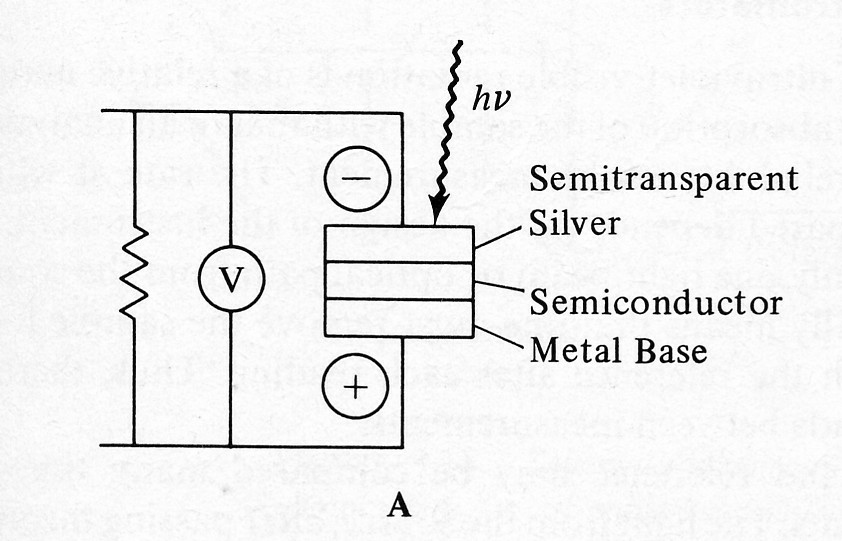 hν
−
Semitransparent
Silver
V
Semiconductor
Metal Base
+
A